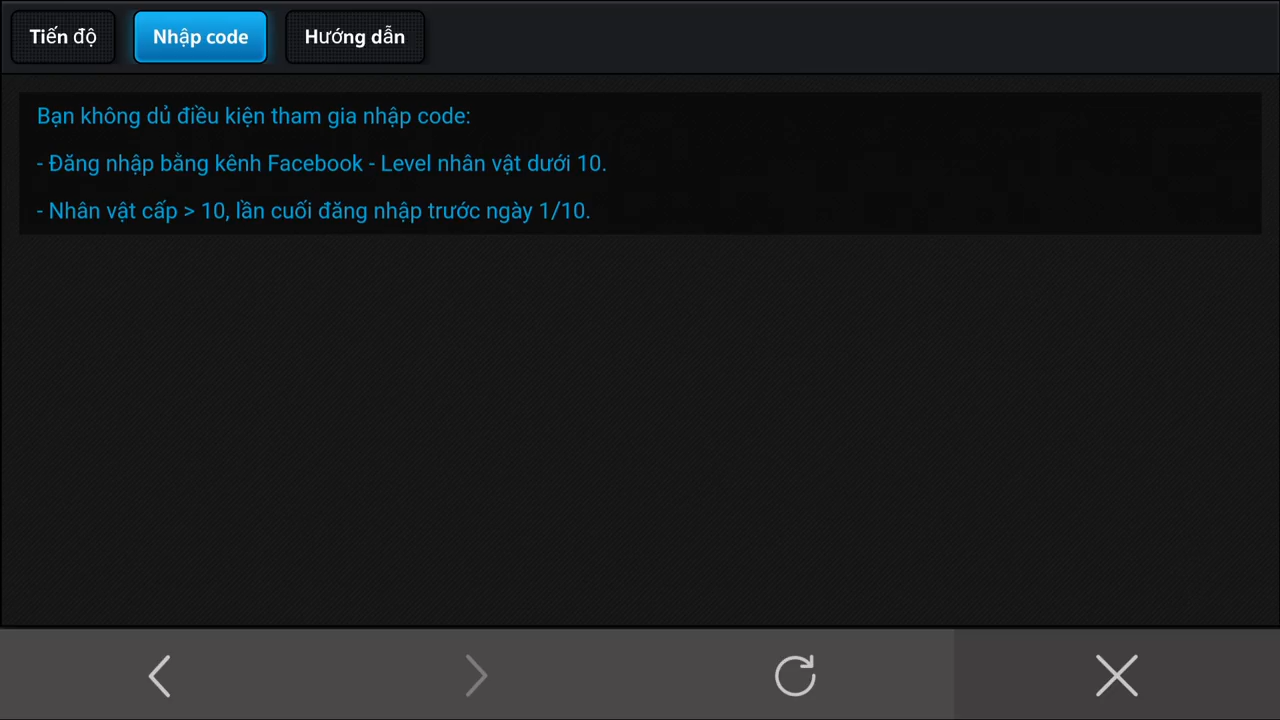 Tiến độ Nhập code Hướng dẫn
Bạn không dủ điều kiện tham gia nhập code:
- Đăng nhập bằng kênh Facebook - Level nhân vật dưới 10.
- Nhân vật cấp > 10, lần cuối đăng nhập trước ngày 1/10.